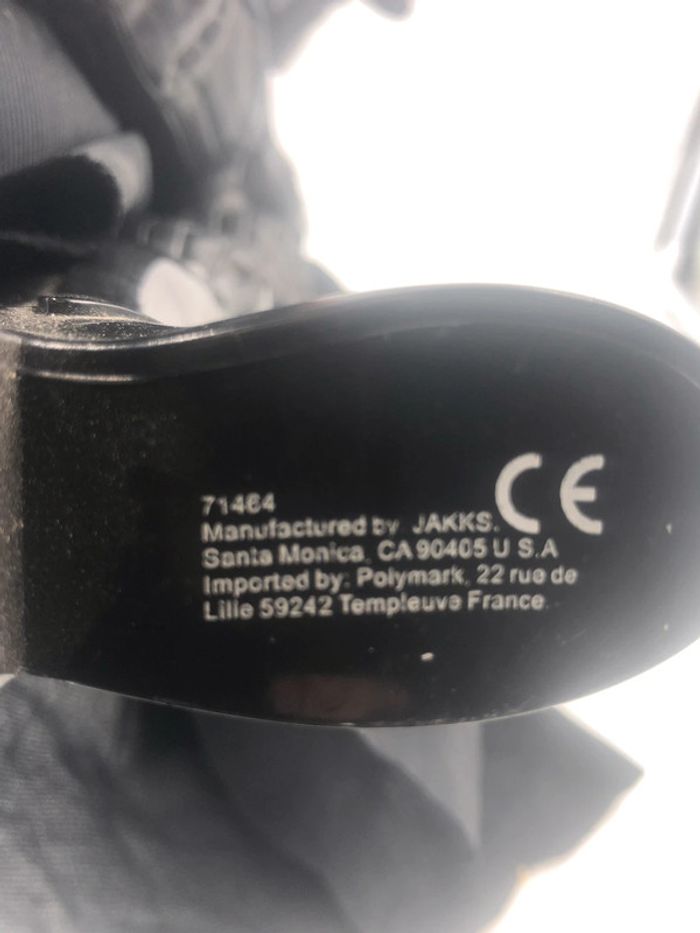 CE
71464
Manufactured by JAKKS.
Santa Monica, CA 90405 U S.A
Imported by: Polymark, 22 rue de
Lille 59242 Templeuve France